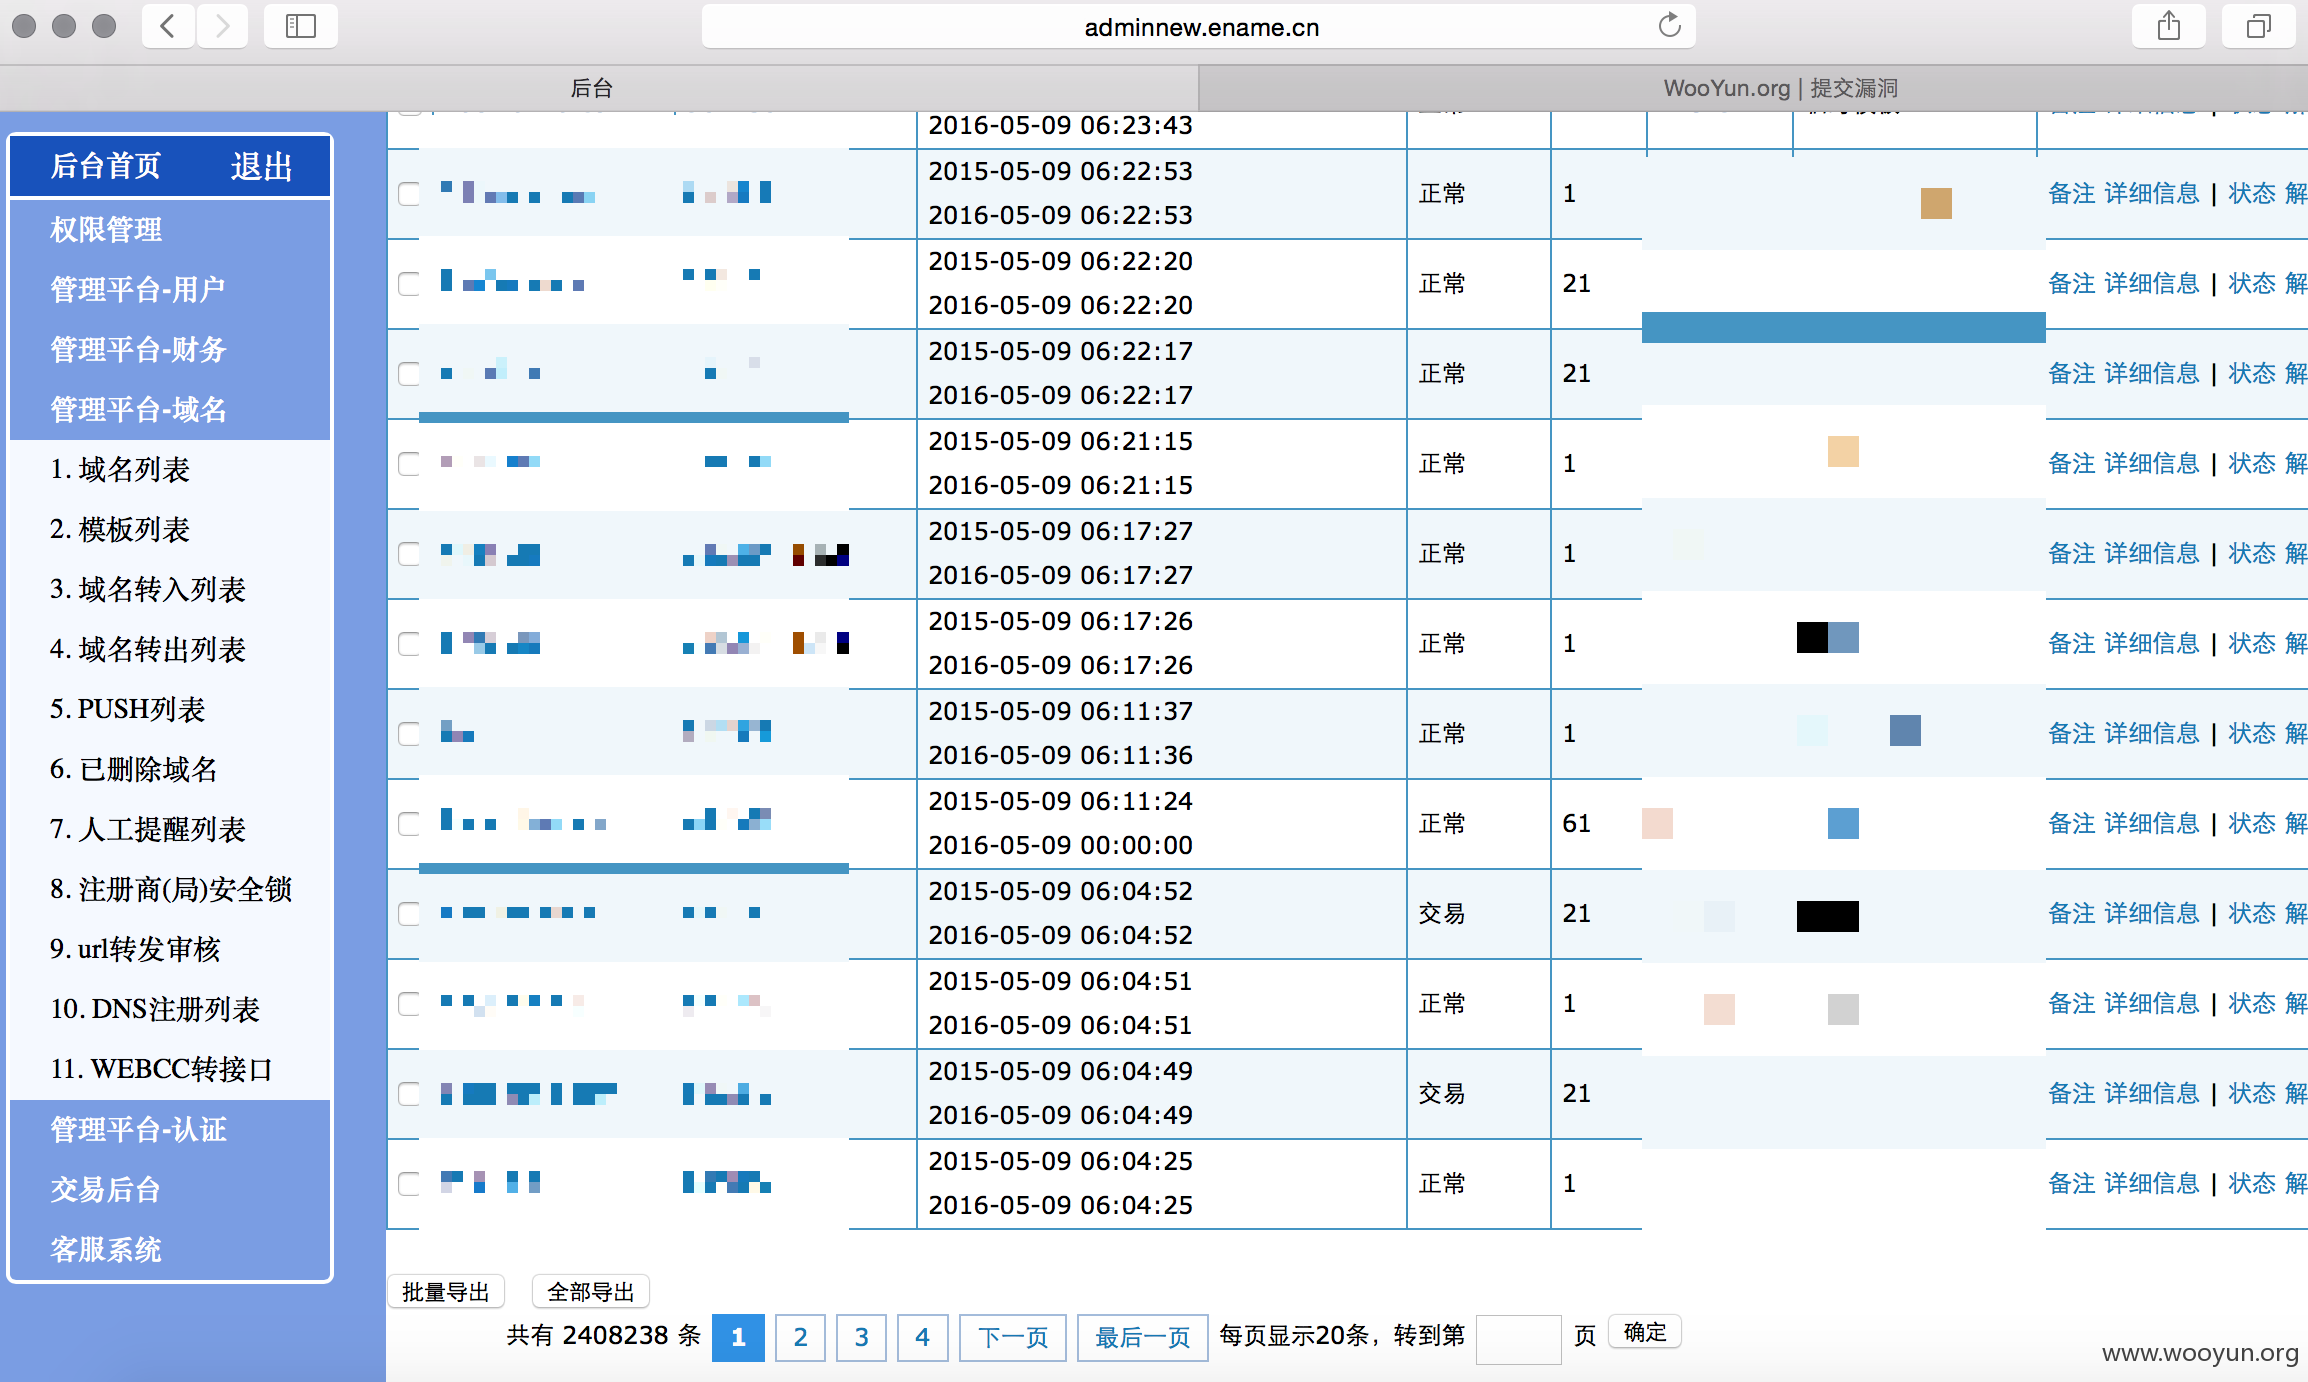 adminnew.ename.cn
后台
WooYun.org | 提交漏洞
后台首页 退出
权限管理
管理平台-用户
管理平台-财务
管理平台-域名
1. 域名列表
2. 模板列表
3. 域名转入列表
4. 域名转出列表
5. PUSH列表
6. 已删除域名
7. 人工提醒列表
8. 注册商(局)安全锁
9. url转发审核
10. DNS注册列表
11. WEBCC转接口
管理平台-认证
交易后台
客服系统
2016-05-09 06:23:43
2015-05-09 06:22:53
2016-05-09 06:22:53
正常 1 备注 详细信息 | 状态 解
2015-05-09 06:22:20
2016-05-09 06:22:20
正常 21 备注 详细信息 | 状态 解
2015-05-09 06:22:17
2016-05-09 06:22:17
正常 21 备注 详细信息 | 状态 解
2015-05-09 06:21:15
2016-05-09 06:21:15
正常 1 备注 详细信息 | 状态 解
2015-05-09 06:17:27
2016-05-09 06:17:27
正常 1 备注 详细信息 | 状态 解
2015-05-09 06:17:26
2016-05-09 06:17:26
正常 1 备注 详细信息 | 状态 解
2015-05-09 06:11:37
2016-05-09 06:11:36
正常 1 备注 详细信息 | 状态 解
2015-05-09 06:11:24
2016-05-09 00:00:00
正常 61 备注 详细信息 | 状态 解
2015-05-09 06:04:52
2016-05-09 06:04:52
交易 21 备注 详细信息 | 状态 解
2015-05-09 06:04:51
2016-05-09 06:04:51
正常 1 备注 详细信息 | 状态 解
2015-05-09 06:04:49
2016-05-09 06:04:49
交易 21 备注 详细信息 | 状态 解
2015-05-09 06:04:25
2016-05-09 06:04:25
正常 1 备注 详细信息 | 状态 解
批量导出 全部导出
共有 2408238 条 1 2 3 4 下一页 最后一页 每页显示20条，转到第 页 确定
www.wooyun.org